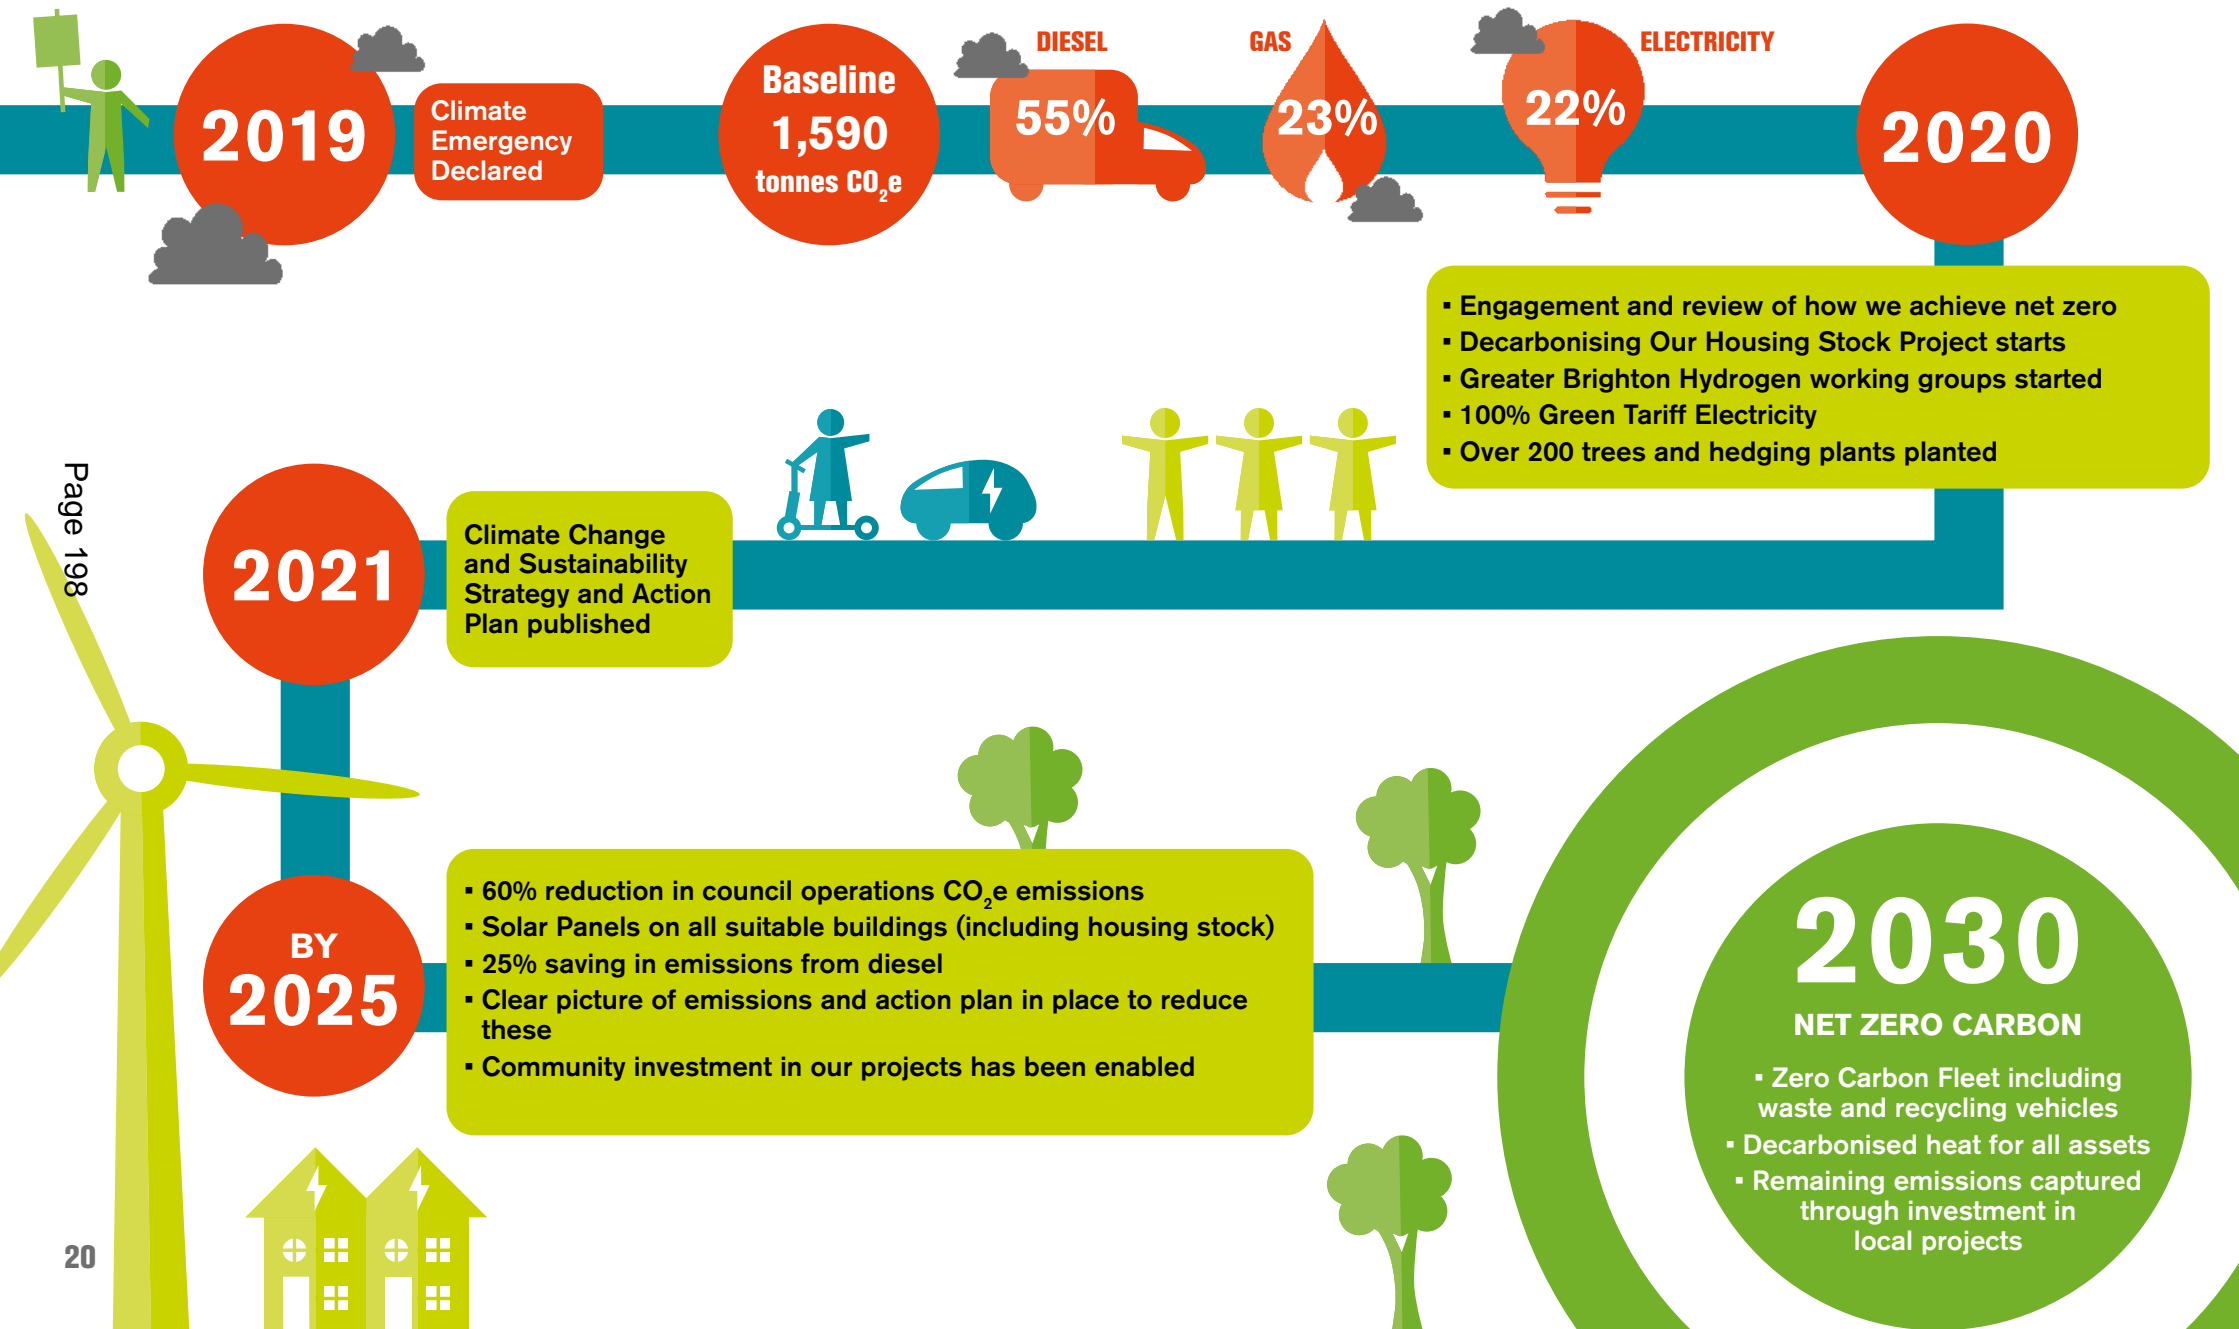 2019
Climate
Emergency
Declared
Baseline
1,590
tonnes CO₂e
DIESEL
55%
GAS
23%
ELECTRICITY
22%
2020
▪ Engagement and review of how we achieve net zero
▪ Decarbonising Our Housing Stock Project starts
▪ Greater Brighton Hydrogen working groups started
▪ 100% Green Tariff Electricity
▪ Over 200 trees and hedging plants planted
2021
Climate Change
and Sustainability
Strategy and Action
Plan published
BY
2025
▪ 60% reduction in council operations CO₂e emissions
▪ Solar Panels on all suitable buildings (including housing stock)
▪ 25% saving in emissions from diesel
▪ Clear picture of emissions and action plan in place to reduce
these
▪ Community investment in our projects has been enabled
2030
NET ZERO CARBON
▪ Zero Carbon Fleet including
waste and recycling vehicles
▪ Decarbonised heat for all assets
▪ Remaining emissions captured
through investment in
local projects
20
Page 198